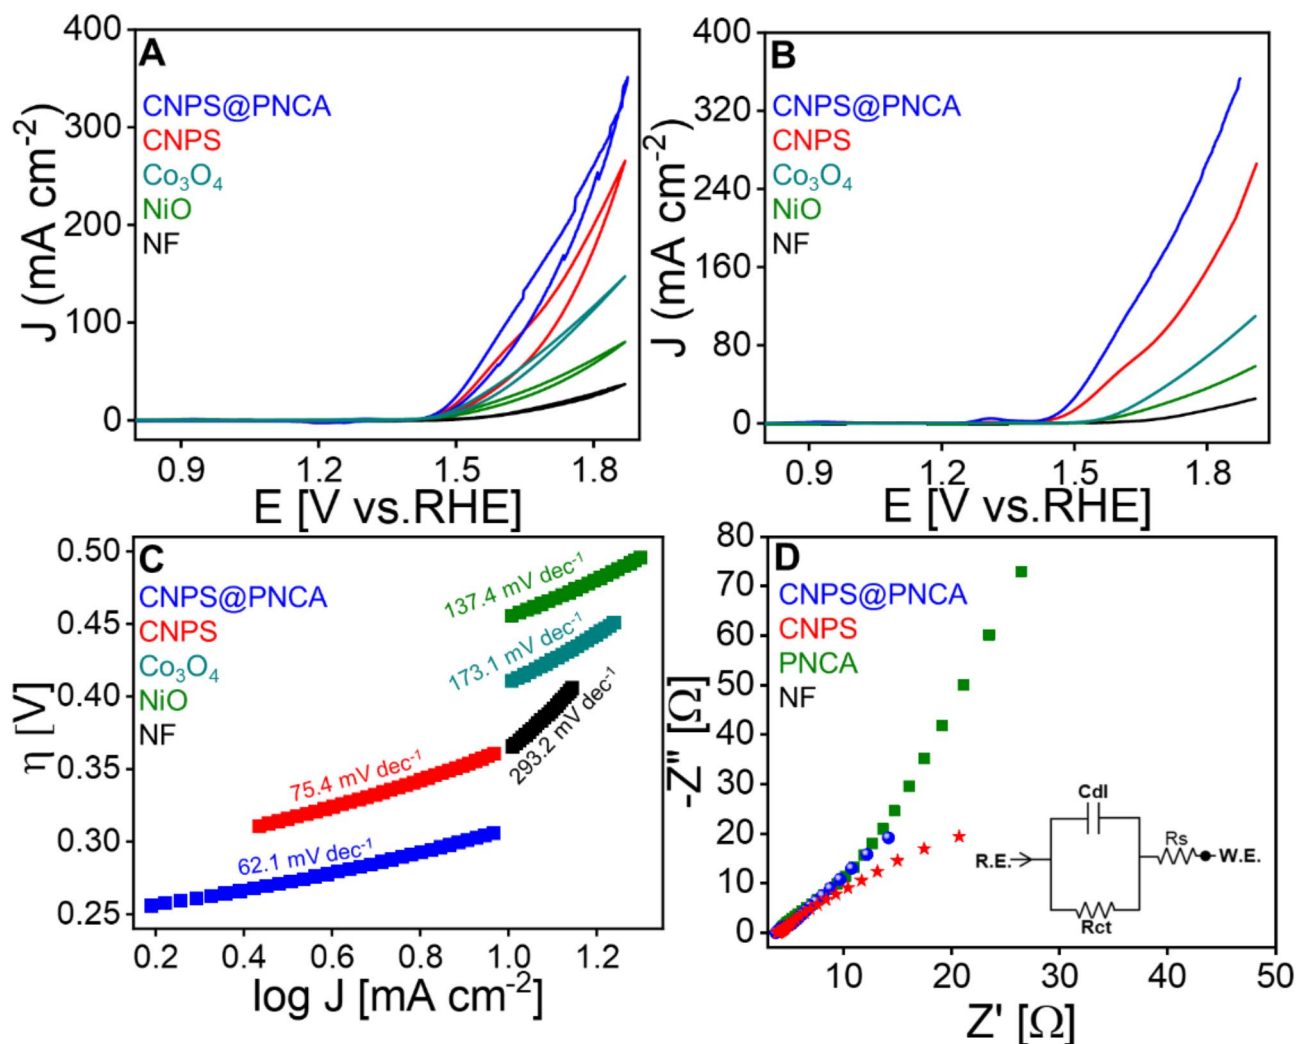 A
CNPS@PNCA
CNPS
Co₃O₄
NiO
NF
400
300
200
100
0
J (mA cm⁻²)
0.9 1.2 1.5 1.8
E [V vs.RHE]
B
CNPS@PNCA
CNPS
Co₃O₄
NiO
NF
400
320
240
160
80
0
J (mA cm⁻²)
0.9 1.2 1.5 1.8
E [V vs.RHE]
C
CNPS@PNCA
CNPS
Co₃O₄
NiO
NF
137.4 mV dec⁻¹
173.1 mV dec⁻¹
293.2 mV dec⁻¹
75.4 mV dec⁻¹
62.1 mV dec⁻¹
0.50
0.45
0.40
0.35
0.30
0.25
η [V]
0.2 0.4 0.6 0.8 1.0 1.2
log J [mA cm⁻²]
D
CNPS@PNCA
CNPS
PNCA
NF
80
70
60
50
40
30
20
10
0
-Z" [Ω]
Cdl
R.E.
Rs
W.E.
Rct
10 20 30 40 50
Z' [Ω]